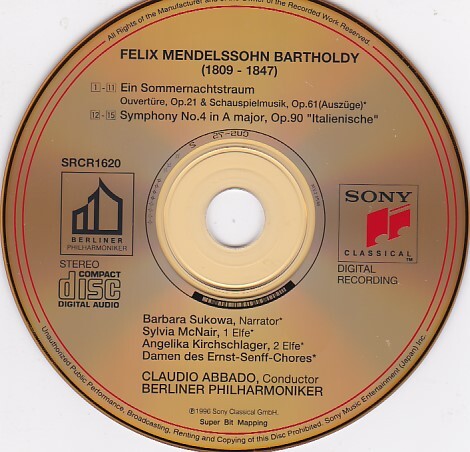 All Rights of the Manufacturer and of the Owner of the Recorded Work Reserved.
FELIX MENDELSSOHN BARTHOLDY
(1809 - 1847)
1 - 11 Ein Sommernachtstraum
Ouvertüre, Op.21 & Schauspielmusik, Op.61(Auszüge)*
12 - 15 Symphony No.4 in A major, Op.90 "Italienische"
SRCR1620
BERLINER
PHILHARMONIKER
SONY
CLASSICAL™
STEREO
COMPACT
disc
DIGITAL AUDIO
DIGITAL
RECORDING
Barbara Sukowa, Narrator*
Sylvia McNair, 1 Elfe*
Angelika Kirchschlager, 2 Elfe*
Damen des Ernst-Senff-Chores*
CLAUDIO ABBADO, Conductor
BERLINER PHILHARMONIKER
℗1996 Sony Classical GmbH.
Super Bit Mapping
Unauthorized Public Performance, Broadcasting, Renting and Copying of this Disc Prohibited. Sony Music Entertainment (Japan) Inc.